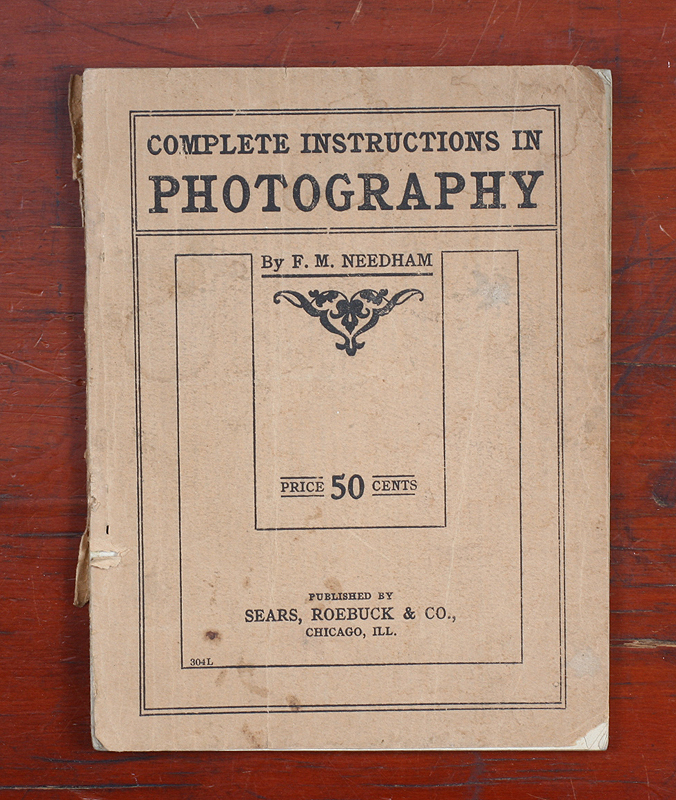 COMPLETE INSTRUCTIONS IN
PHOTOGRAPHY
By F. M. NEEDHAM
PRICE 50 CENTS
PUBLISHED BY
SEARS, ROEBUCK & CO.,
CHICAGO, ILL.
304L